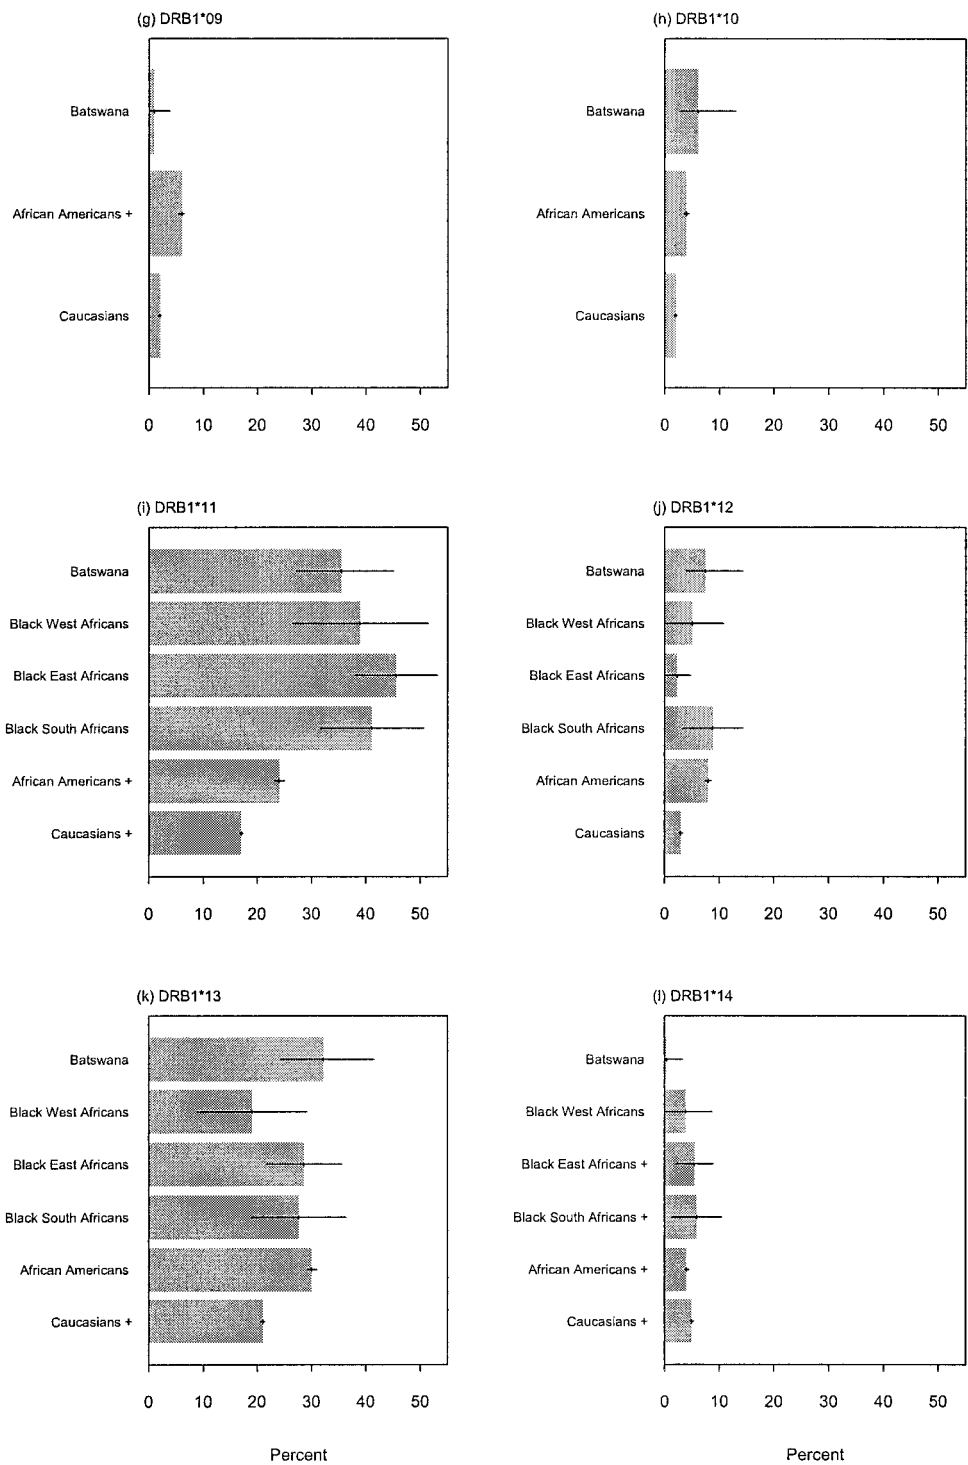 (g) DRB1*09
Batswana
African Americans +
Caucasians
0 10 20 30 40 50
(h) DRB1*10
Batswana
African Americans
Caucasians
0 10 20 30 40 50
(i) DRB1*11
Batswana
Black West Africans
Black East Africans
Black South Africans
African Americans +
Caucasians +
0 10 20 30 40 50
(j) DRB1*12
Batswana
Black West Africans
Black East Africans
Black South Africans
African Americans
Caucasians
0 10 20 30 40 50
(k) DRB1*13
Batswana
Black West Africans
Black East Africans
Black South Africans
African Americans
Caucasians +
0 10 20 30 40 50
Percent
(l) DRB1*14
Batswana
Black West Africans
Black East Africans +
Black South Africans +
African Americans +
Caucasians +
0 10 20 30 40 50
Percent